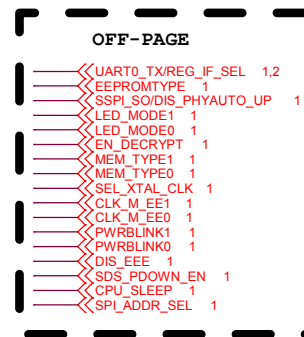 OFF-PAGE
UART0_TX/REG_IF_SEL 1,2
EEPROMTYPE 1
SSPI_SO/DIS_PHYAUTO_UP 1
LED_MODE1 1
LED_MODE0 1
EN_DECRYPT 1
MEM_TYPE1 1
MEM_TYPE0 1
SEL_XTAL_CLK 1
CLK_M_EE1 1
CLK_M_EE0 1
PWRBLINK1 1
PWRBLINK0 1
DIS_EEE 1
SDS_PDOWN_EN 1
CPU_SLEEP 1
SPI_ADDR_SEL 1